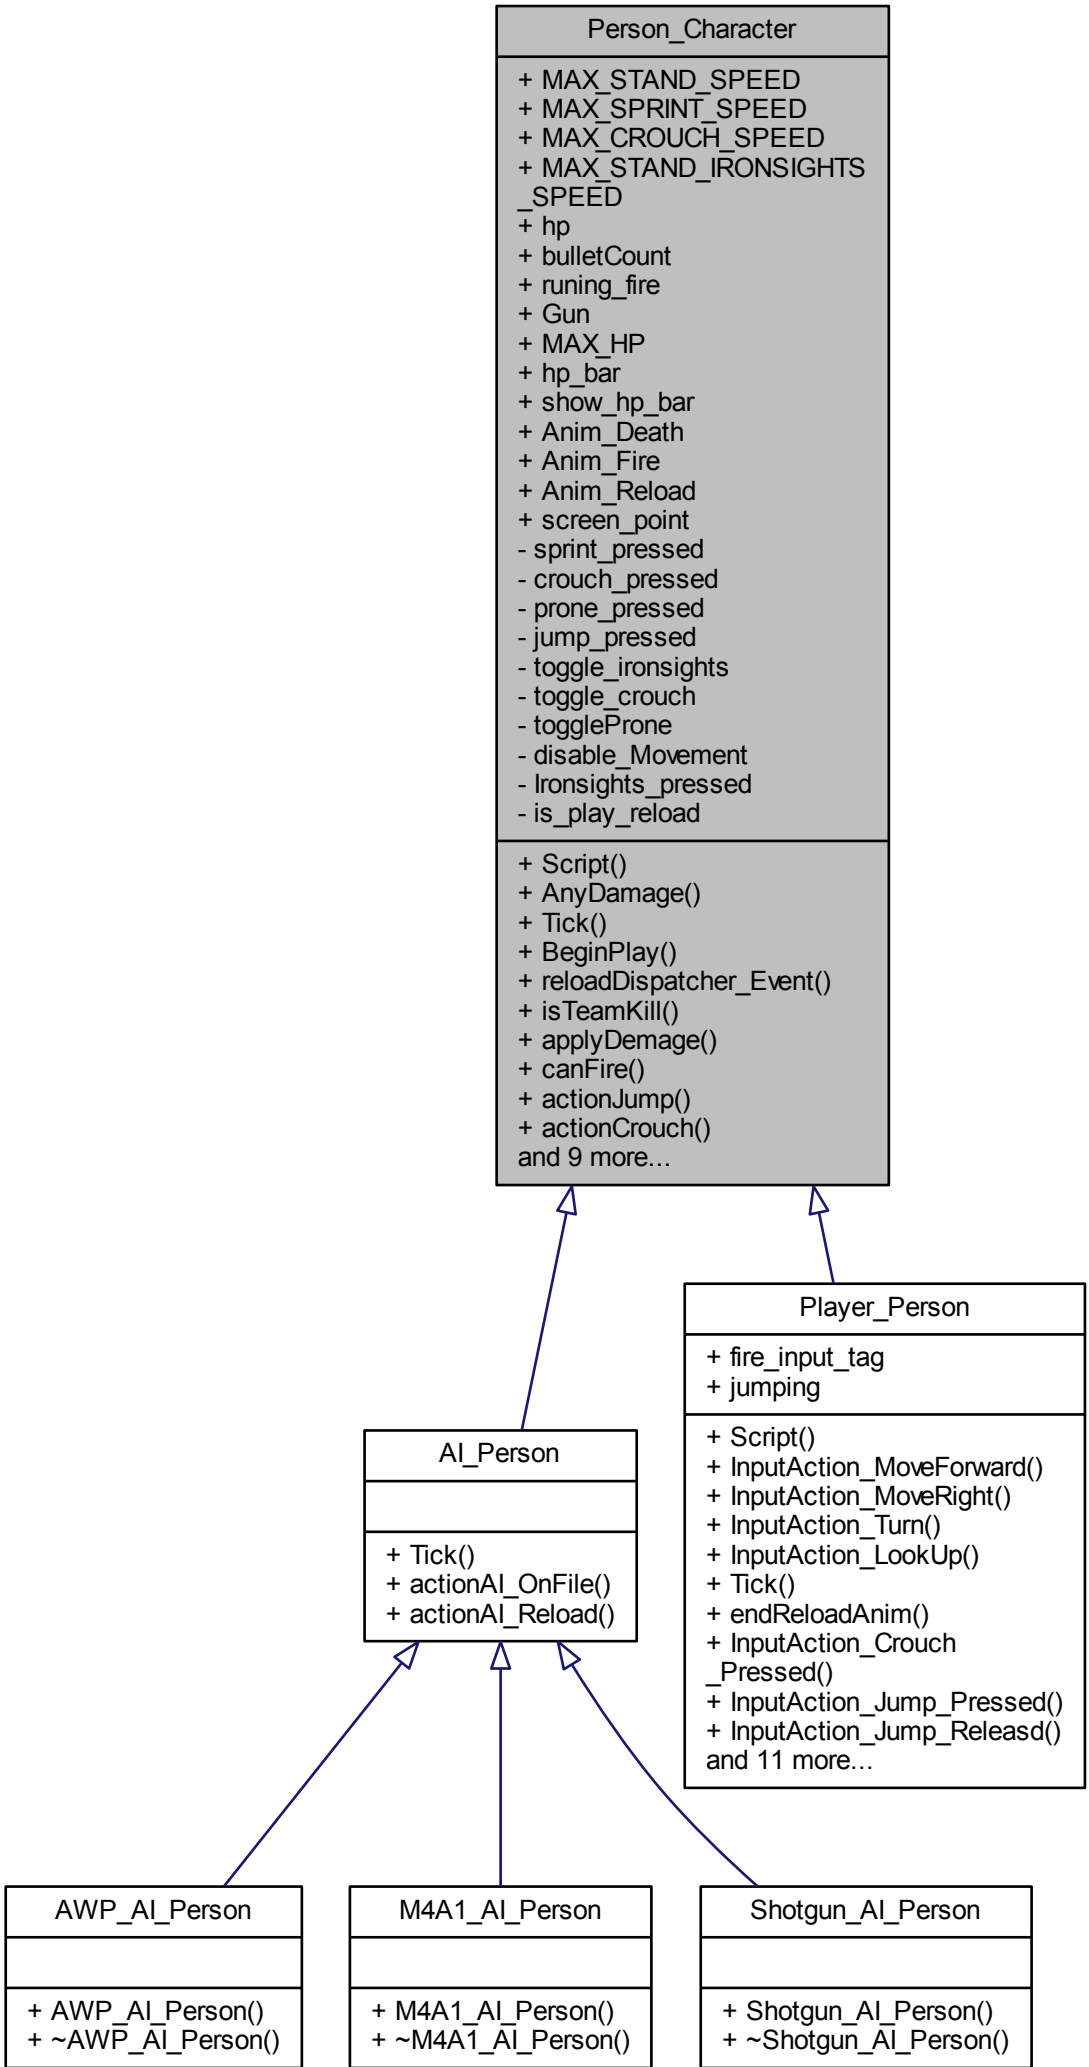 Person_Character
+ MAX_STAND_SPEED
+ MAX_SPRINT_SPEED
+ MAX_CROUCH_SPEED
+ MAX_STAND_IRONSIGHTS
_SPEED
+ hp
+ bulletCount
+ runing_fire
+ Gun
+ MAX_HP
+ hp_bar
+ show_hp_bar
+ Anim_Death
+ Anim_Fire
+ Anim_Reload
+ screen_point
- sprint_pressed
- crouch_pressed
- prone_pressed
- jump_pressed
- toggle_ironsights
- toggle_crouch
- toggleProne
- disable_Movement
- Ironsights_pressed
- is_play_reload
+ Script()
+ AnyDamage()
+ Tick()
+ BeginPlay()
+ reloadDispatcher_Event()
+ isTeamKill()
+ applyDemage()
+ canFire()
+ actionJump()
+ actionCrouch()
and 9 more...
Player_Person
+ fire_input_tag
+ jumping
+ Script()
+ InputAction_MoveForward()
+ InputAction_MoveRight()
+ InputAction_Turn()
+ InputAction_LookUp()
+ Tick()
+ endReloadAnim()
+ InputAction_Crouch
_Pressed()
+ InputAction_Jump_Pressed()
+ InputAction_Jump_Releasd()
and 11 more...
AI_Person
+ Tick()
+ actionAI_OnFile()
+ actionAI_Reload()
AWP_AI_Person
+ AWP_AI_Person()
+ ~AWP_AI_Person()
M4A1_AI_Person
+ M4A1_AI_Person()
+ ~M4A1_AI_Person()
Shotgun_AI_Person
+ Shotgun_AI_Person()
+ ~Shotgun_AI_Person()